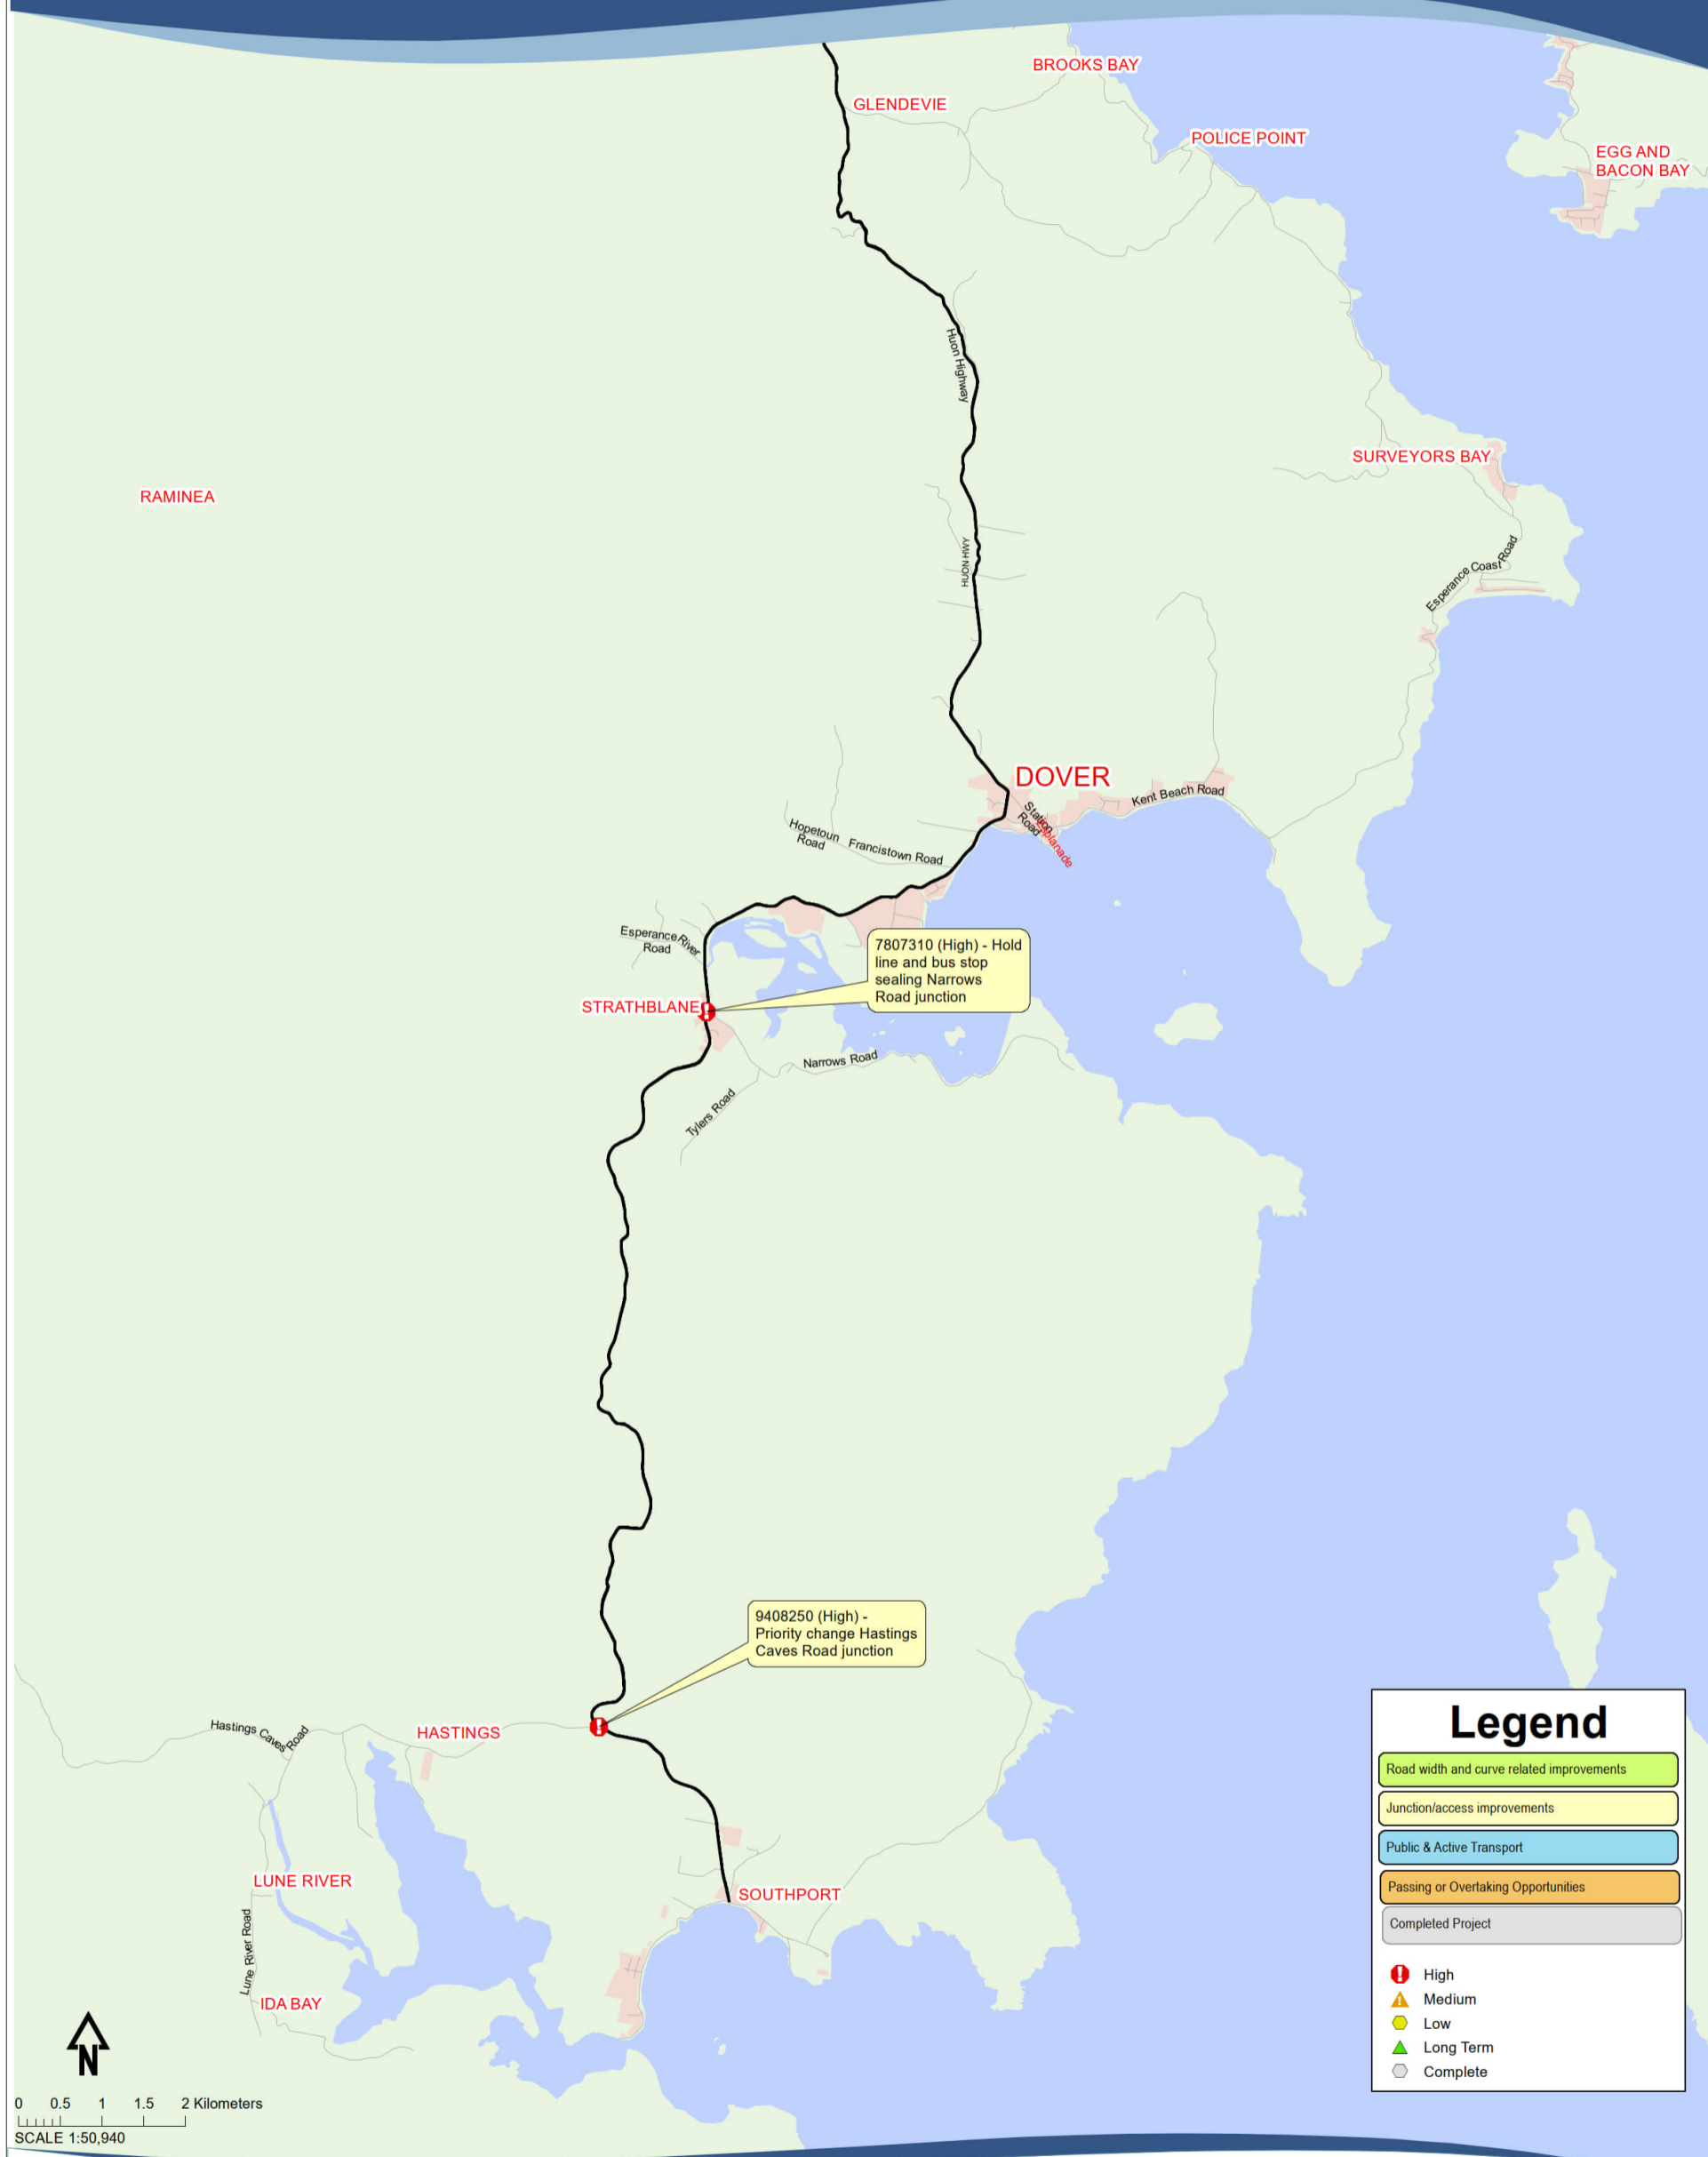 BROOKS BAY
GLENDEVIE
POLICE POINT
EGG AND
BACON BAY
Huon Highway
SURVEYORS BAY
RAMINEA
HUON HWY
Esperance Coast Road
DOVER
Kent Beach Road
Station
Road
Esplanade
Hopetoun
Road
Francistown Road
Esperance River
Road
7807310 (High) - Hold
line and bus stop
sealing Narrows
Road junction
STRATHBLANE
Narrows Road
Tylers Road
9408250 (High) -
Priority change Hastings
Caves Road junction
Hastings Caves Road
HASTINGS
LUNE RIVER
SOUTHPORT
Lune River Road
IDA BAY
N
0 0.5 1 1.5 2 Kilometers
SCALE 1:50,940
Legend
Road width and curve related improvements
Junction/access improvements
Public & Active Transport
Passing or Overtaking Opportunities
Completed Project
High
Medium
Low
Long Term
Complete